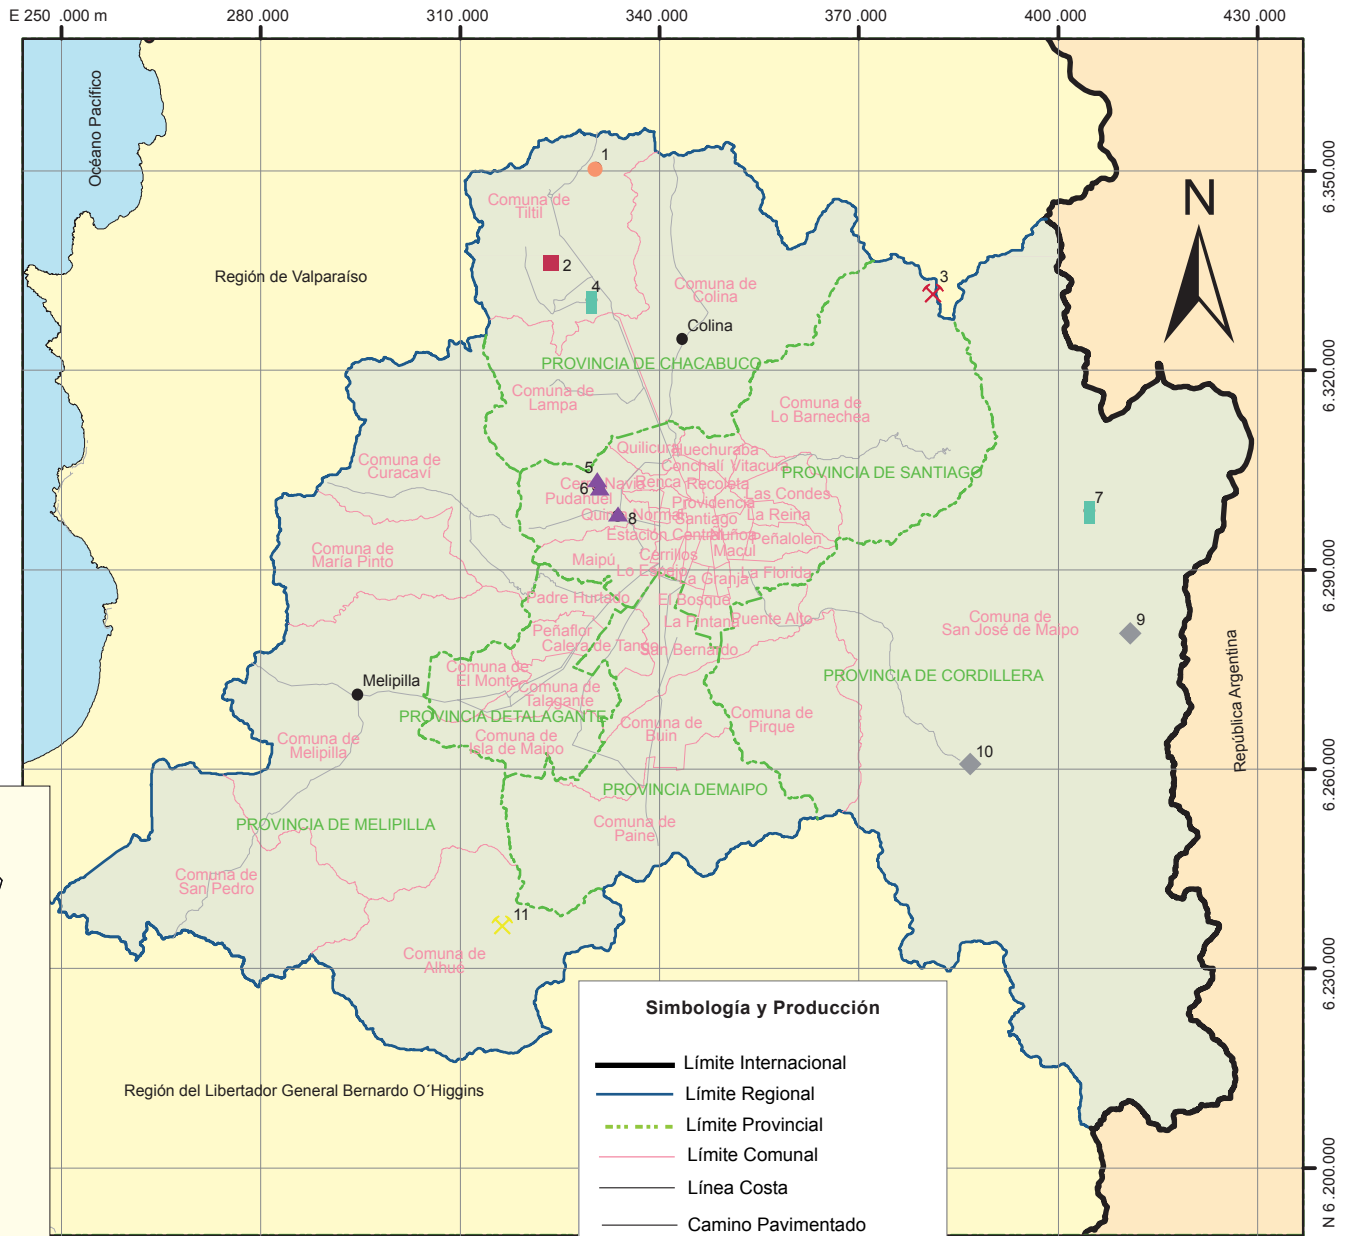 E 250 .000 m
280 .000
310 .000
340 .000
370 .000
400 .000
430 .000
Océano Pacífico
1
6.350.000
N
Comuna de
Tiltil
2
Región de Valparaíso
3
4
Comuna de
Colina
Colina
PROVINCIA DE CHACABUCO
6.320.000
Comuna de
Lampa
Comuna de
Lo Barnechea
Quilicura
Huechuraba
Comuna de
Curacaví
Conchalí
Vitacura
PROVINCIA DE SANTIAGO
5
Cerro Navia
Renca
Recoleta
6
Pudahuel
Las Condes
7
Providencia
Quinta Normal
8
Santiago
La Reina
Estación Central
Ñuñoa
Peñalolen
Comuna de
María Pinto
Maipú
Cerrillos
Macul
Lo Espejo
La Granja
La Florida
6.290.000
Padre Hurtado
El Bosque
La Pintana
Puente Alto
Comuna de
San José de Maipo
9
Peñaflor
Calera de Tango
San Bernardo
República Argentina
Comuna de
El Monte
PROVINCIA DE CORDILLERA
Melipilla
Comuna de
Talagante
PROVINCIA DETALAGANTE
Comuna de
Buin
Comuna de
Pirque
Comuna de
Melipilla
Comuna de
Isla de Maipo
10
6.260.000
PROVINCIA DEMAIPO
PROVINCIA DE MELIPILLA
Comuna de
Paine
Comuna de
San Pedro
11
Comuna de
Alhué
6.230.000
Simbología y Producción
Límite Internacional
Región del Libertador General Bernardo O´Higgins
Límite Regional
Límite Provincial
Límite Comunal
Línea Costa
Camino Pavimentado
N 6 .200.000